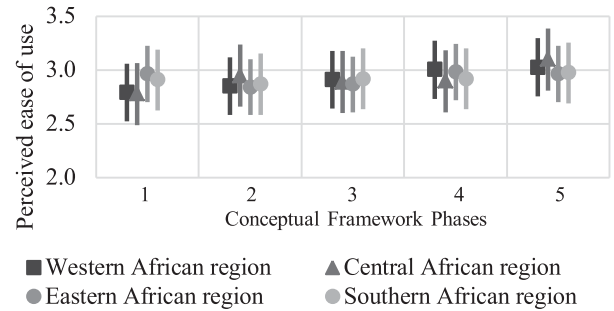 3.5
3.0
2.5
2.0
Perceived ease of use
1 2 3 4 5
Conceptual Framework Phases
Western African region Central African region
Eastern African region Southern African region